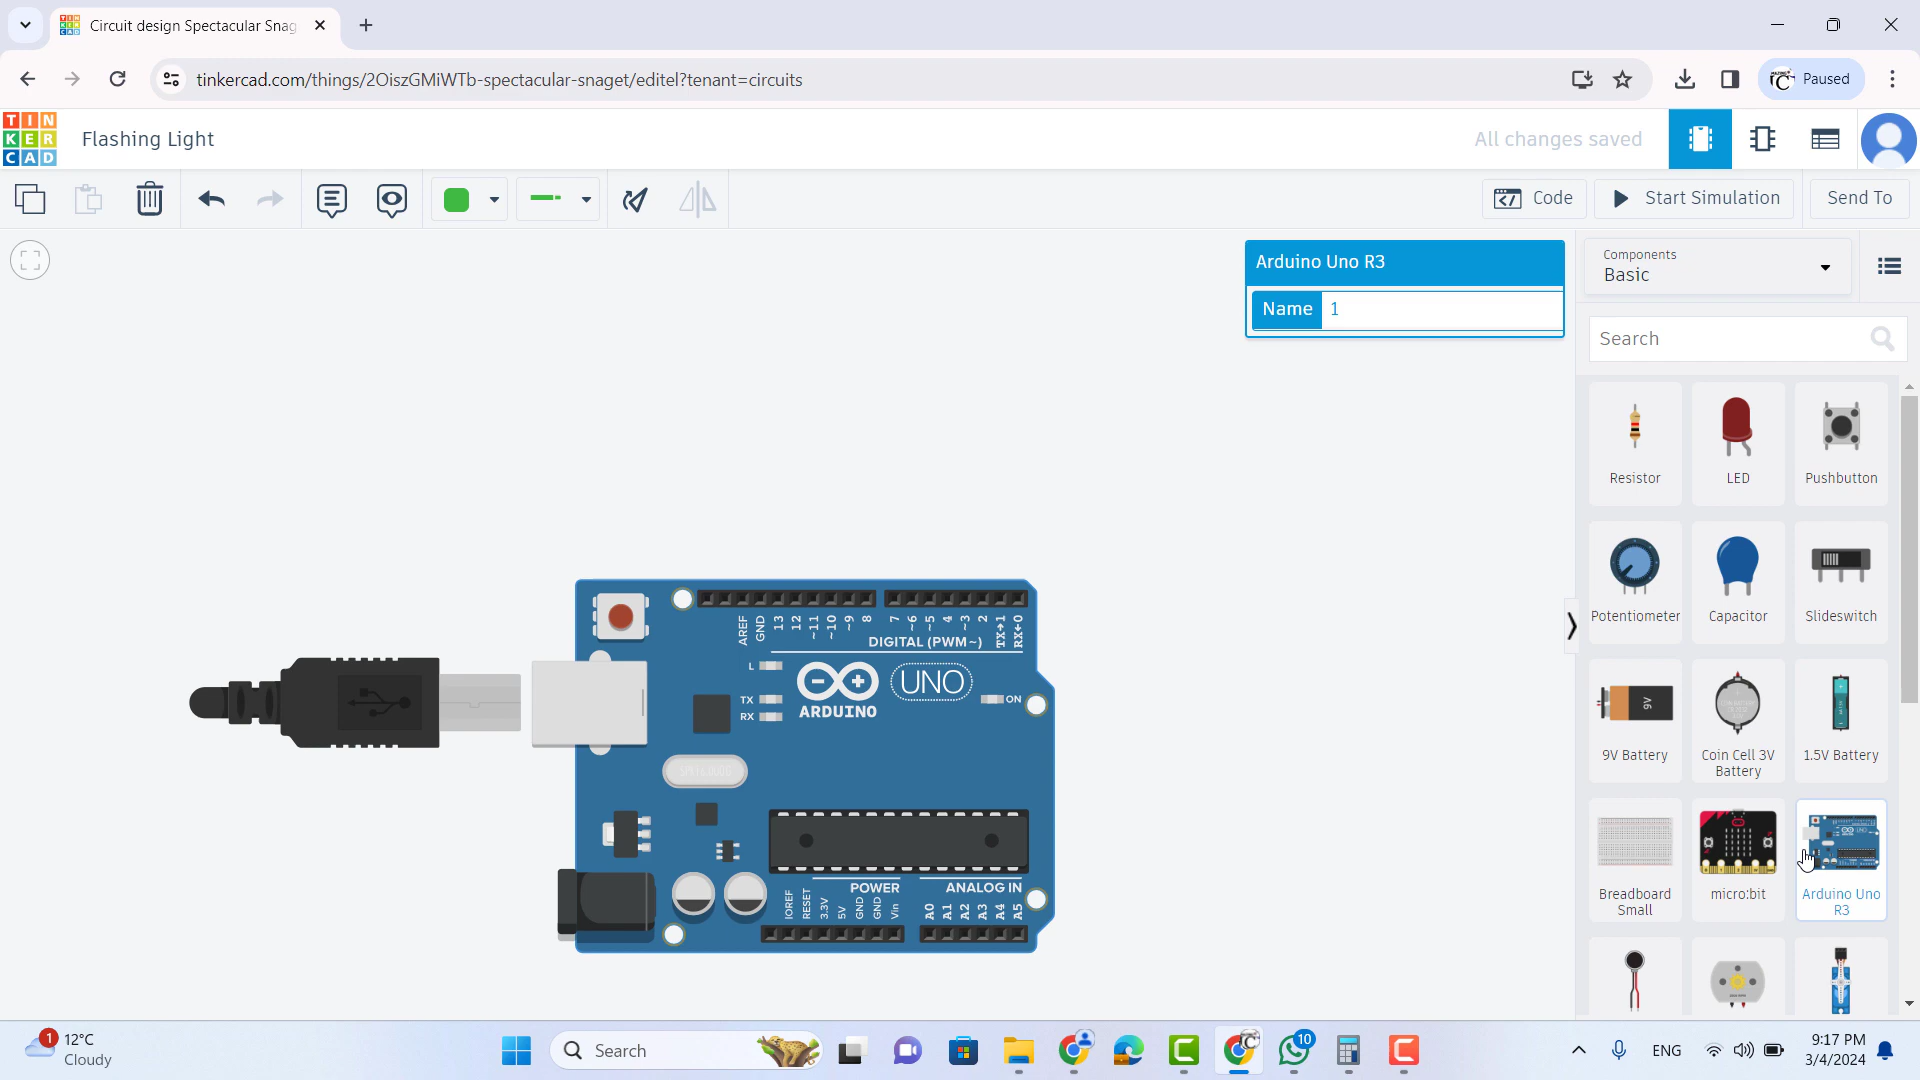 Circuit design Spectacular Snag
tinkercad.com/things/2OiszGMiWTb-spectacular-snaget/editel?tenant=circuits
Paused
TIN
KER
CAD
Flashing Light
All changes saved
Code
Start Simulation
Send To
Arduino Uno R3
Name 1
Components
Basic
Search
Resistor
LED
Pushbutton
Potentiometer
Capacitor
Slideswitch
9V
9V Battery
Coin Cell 3V
Battery
1.5V Battery
Breadboard
Small
micro:bit
Arduino Uno
R3
AREF
GND
13
12
~11
~10
~9
8
7
~6
~5
4
~3
2
TX→1
RX←0
DIGITAL (PWM~)
L
TX
RX
ARDUINO
UNO
ON
POWER
ANALOG IN
IOREF
RESET
3.3V
5V
GND
GND
Vin
A0
A1
A2
A3
A4
A5
1
12°C
Cloudy
Search
10
ENG
9:17 PM
3/4/2024